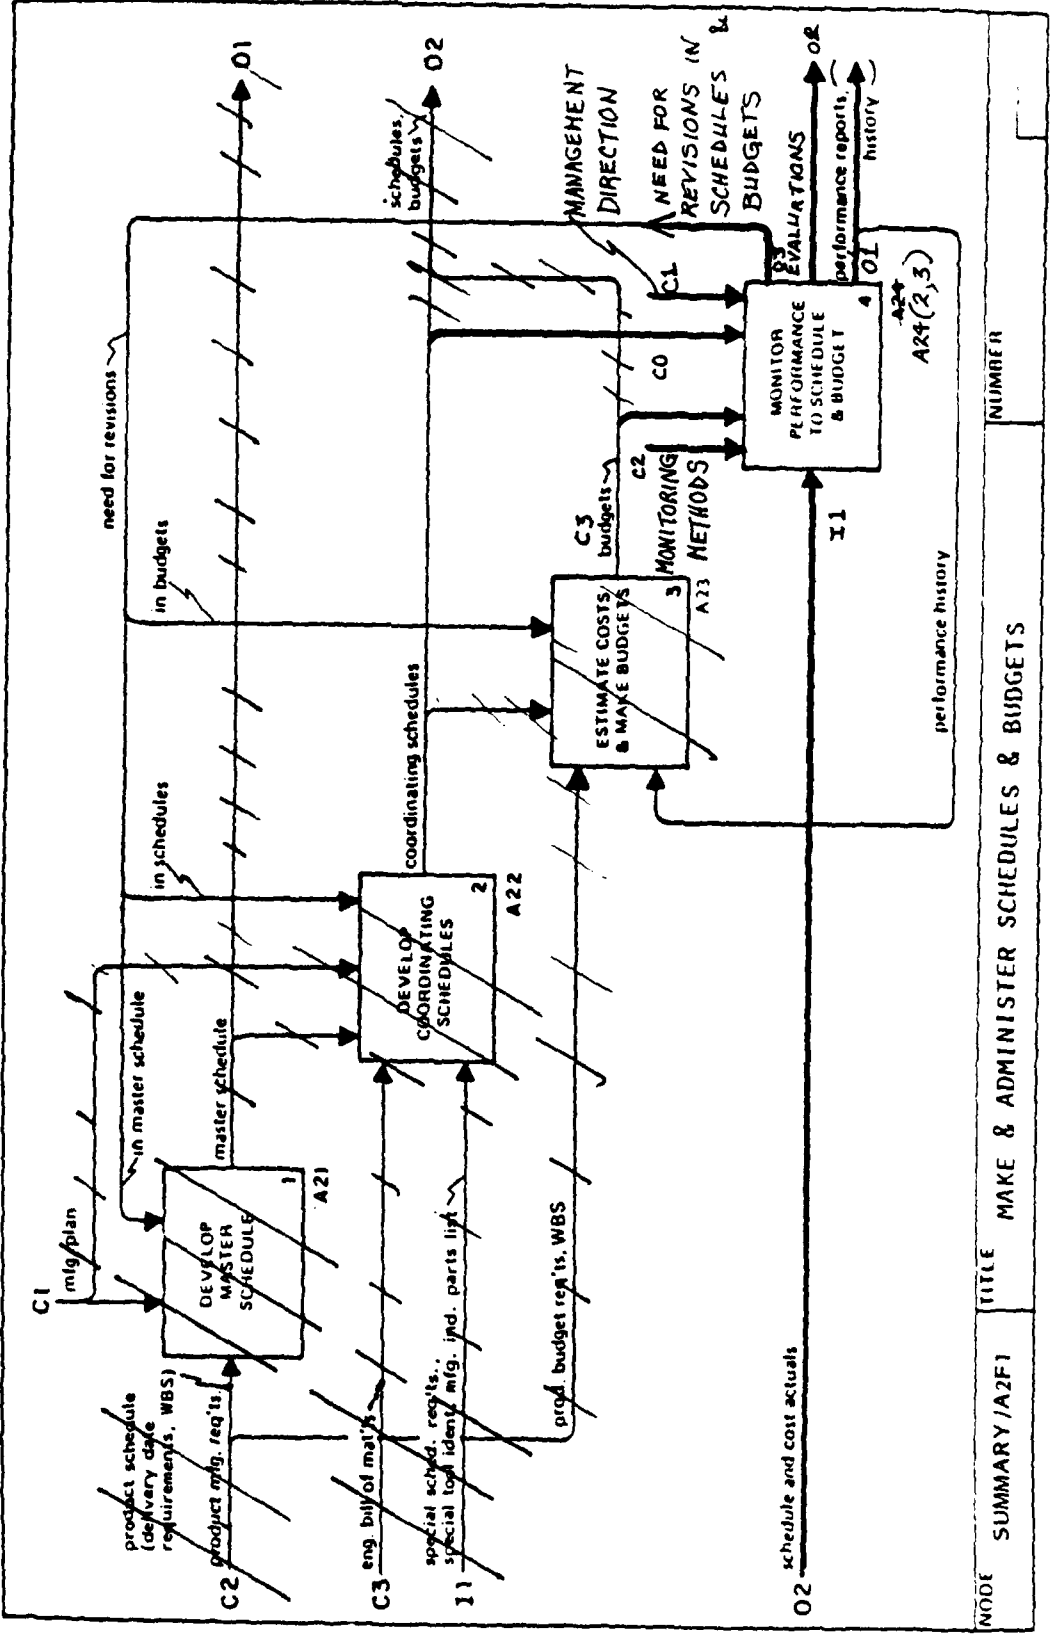 C1
mfg/plan
need for revisions
in master schedule
in schedules
in budgets
product schedule
(delivery date
requirements, WBS)
product mfg. req'ts.
C2
DEVELOP
MASTER
SCHEDULE
1
A21
master schedule
O1
C3
eng. bill of mat'ls
I1
special sched. req'ts.,
special tool ident. mfg. ind. parts list
DEVELOP
COORDINATING
SCHEDULES
2
A22
coordinating schedules
schedules,
budgets
O2
prod. budget req'ts, WBS
ESTIMATE COSTS
& MAKE BUDGETS
3
A23
C3
budgets
C2
MONITORING
METHODS
C0
C1
MANAGEMENT
DIRECTION
NEED FOR
REVISIONS IN
SCHEDULES &
BUDGETS
O3
EVALUATIONS
OR
performance reports,
history
( )
O1
MONITOR
PERFORMANCE
TO SCHEDULE
& BUDGET
4
A24
A24(2,3)
I1
O2
schedule and cost actuals
performance history
NODE
SUMMARY/A2F1
TITLE
MAKE & ADMINISTER SCHEDULES & BUDGETS
NUMBER